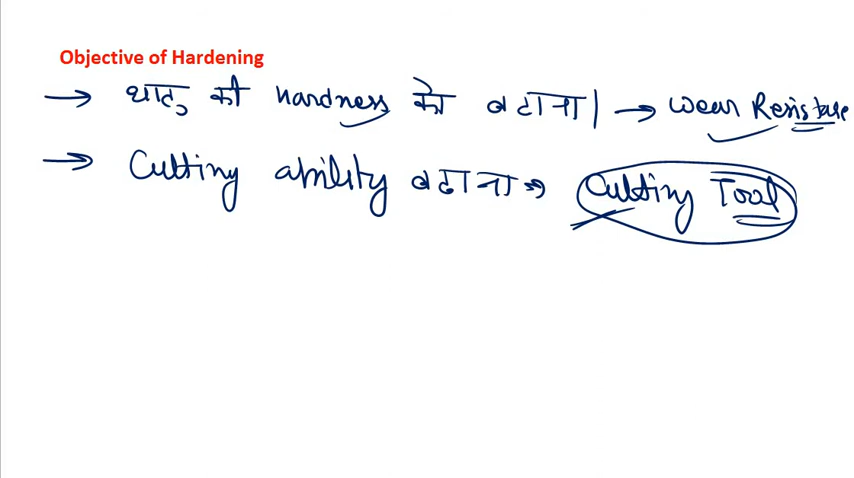 Objective of Hardening
→ धातु की hardness को बढाना। → Wear Resistance
→ Cutting ability बढाना → Cutting Tool